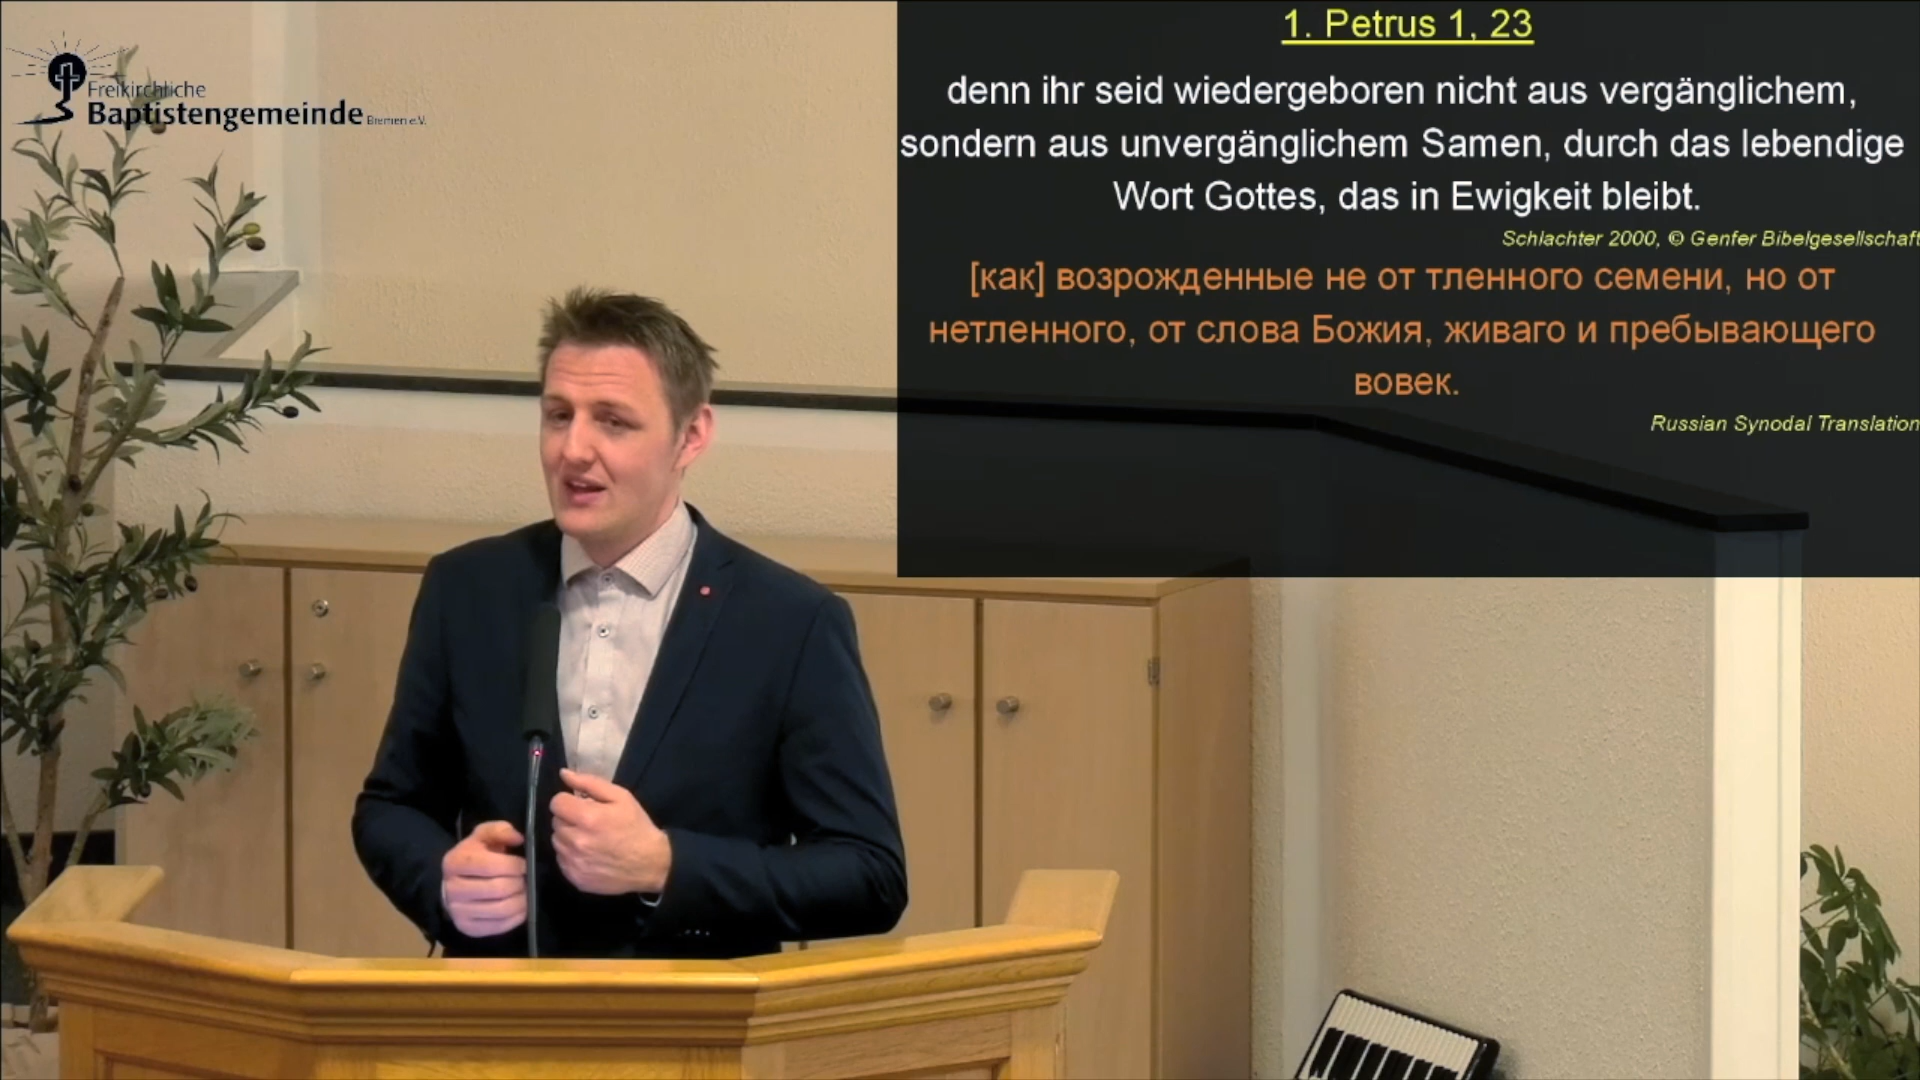 Freikirchliche
Baptistengemeinde Bremen e.V.
1. Petrus 1, 23
denn ihr seid wiedergeboren nicht aus vergänglichem,
sondern aus unvergänglichem Samen, durch das lebendige
Wort Gottes, das in Ewigkeit bleibt.
Schlachter 2000, © Genfer Bibelgesellschaft
[как] возрожденные не от тленного семени, но от
нетленного, от слова Божия, живаго и пребывающего
вовек.
Russian Synodal Translation